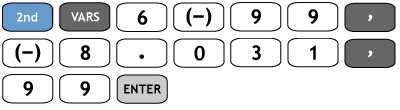 2nd VARS 6 (−) 9 9 ,
(−) 8 . 0 3 1 ,
9 9 ENTER